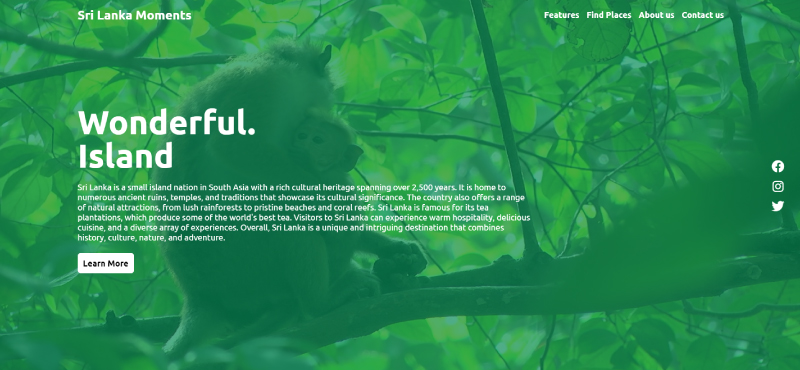 Sri Lanka Moments
Features Find Places About us Contact us
Wonderful.
Island
Sri Lanka is a small island nation in South Asia with a rich cultural heritage spanning over 2,500 years. It is home to
numerous ancient ruins, temples, and traditions that showcase its cultural significance. The country also offers a range
of natural attractions, from lush rainforests to pristine beaches and coral reefs. Sri Lanka is famous for its tea
plantations, which produce some of the world's best tea. Visitors to Sri Lanka can experience warm hospitality, delicious
cuisine, and a diverse array of experiences. Overall, Sri Lanka is a unique and intriguing destination that combines
history, culture, nature, and adventure.
Learn More